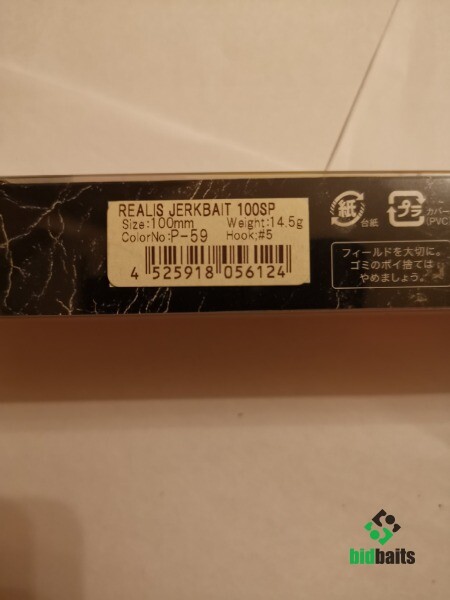 REALIS JERKBAIT 100SP
Size:100mm Weight:14.5g
ColorNo:P-59 Hook:#5
4 525918 056124
紙 台紙
プラ カバー
(PVC
フィールドを大切に。
ゴミのポイ捨ては
やめましょう。
bidbaits